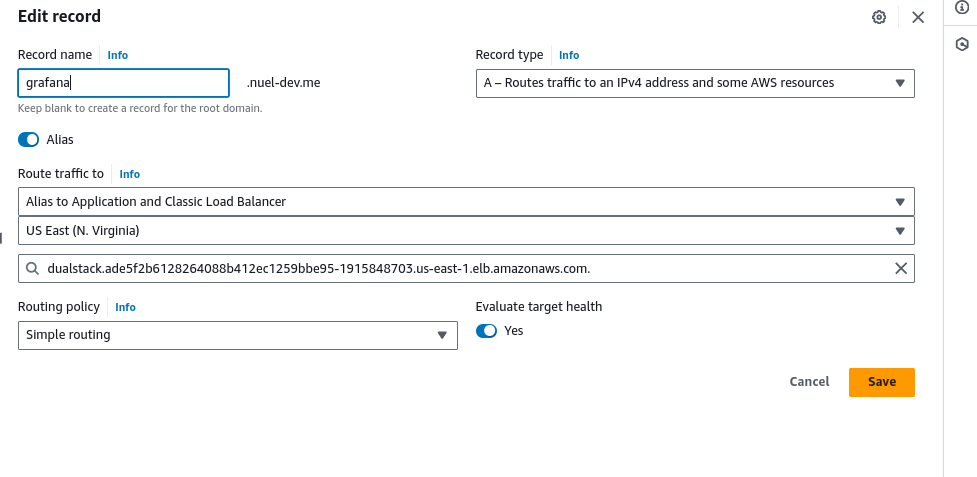 Edit record
Record name Info
Record type Info
grafana .nuel-dev.me
A – Routes traffic to an IPv4 address and some AWS resources
Keep blank to create a record for the root domain.
Alias
Route traffic to Info
Alias to Application and Classic Load Balancer
US East (N. Virginia)
dualstack.ade5f2b6128264088b412ec1259bbe95-1915848703.us-east-1.elb.amazonaws.com.
Routing policy Info
Evaluate target health
Simple routing
Yes
Cancel Save